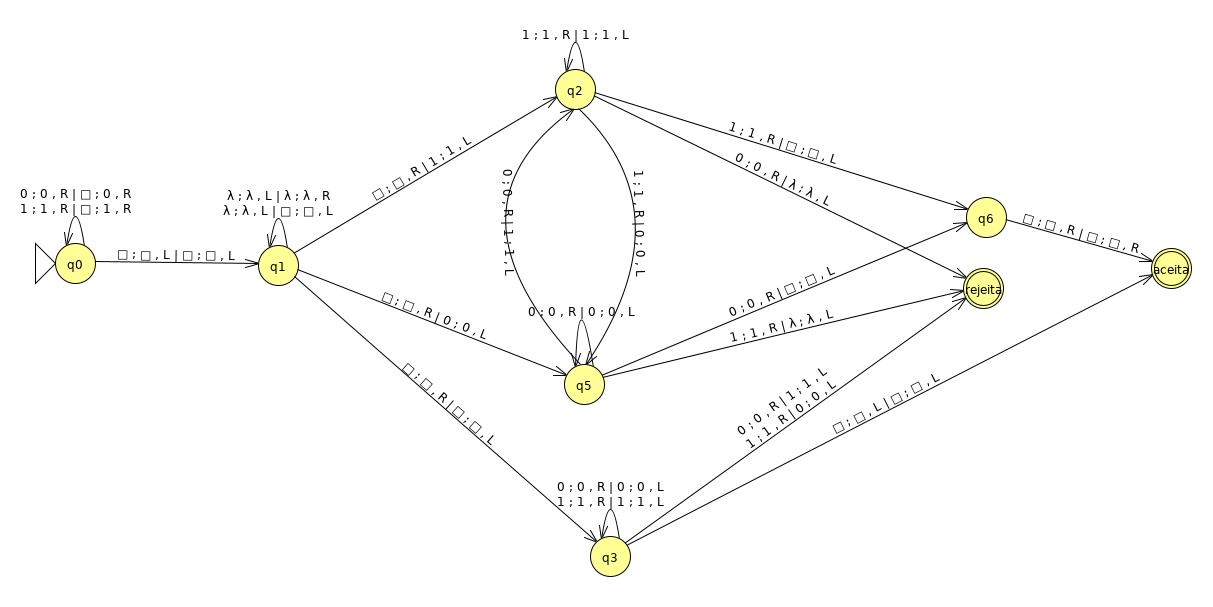 1;1,R|1;1,L
q2
0;0,R|□;0,R
1;1,R|□;1,R
q0
□;□,L|□;□,L
λ;λ,L|λ;λ,R
λ;λ,L|□;□,L
q1
□;□,R|1;1,L
□;□,R|0;0,L
□;□,R|□;□,L
0;0,R|1;1,L
1;1,R|0;0,L
0;0,R|0;0,L
q5
1;1,R|□;□,L
0;0,R|λ;λ,L
0;0,R|□;□,L
1;1,R|λ;λ,L
q6
□;□,R|□;□,R
aceita
rejeita
0;0,R|1;1,L
1;1,R|0;0,L
□;□,L|□;□,L
0;0,R|0;0,L
1;1,R|1;1,L
q3